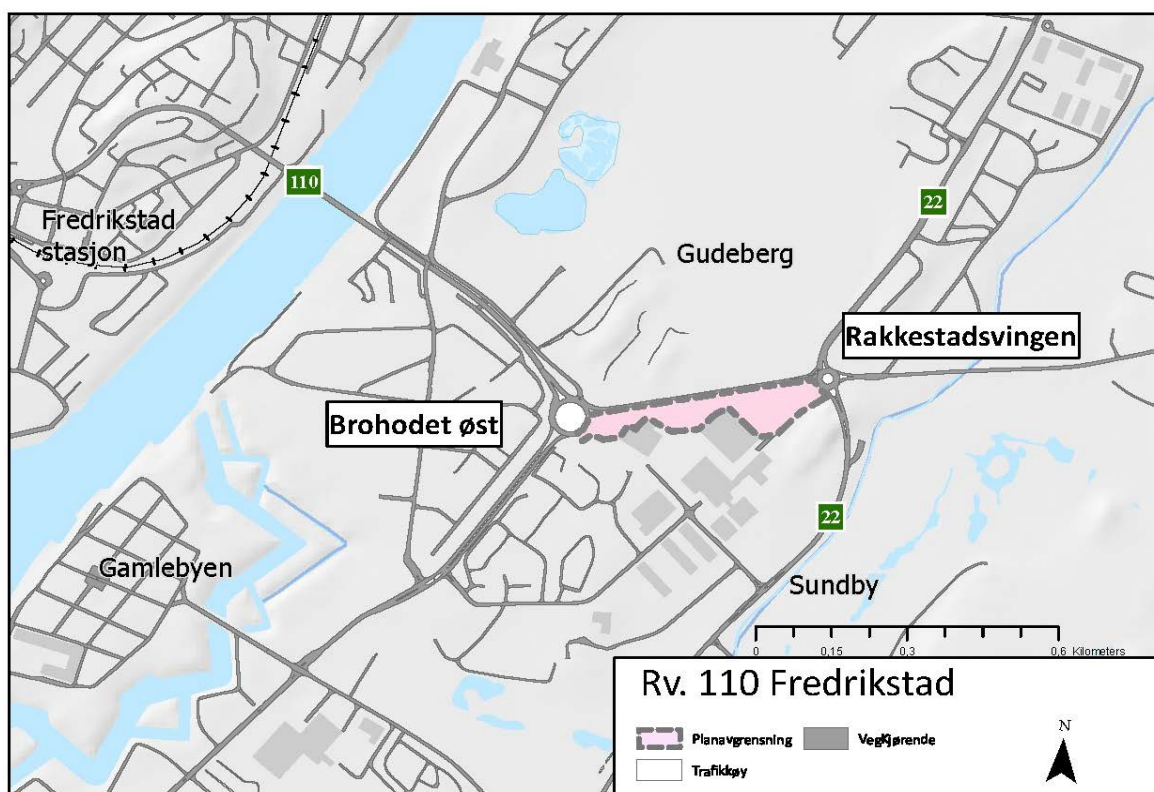 110
22
Fredrikstad
stasjon
Gudeberg
Rakkestadsvingen
Brohodet øst
22
Gamlebyen
Sundby
0 0,15 0,3 0,6 Kilometers
Rv. 110 Fredrikstad
Planavgrensning
VegKjørende
Trafikkøy
N